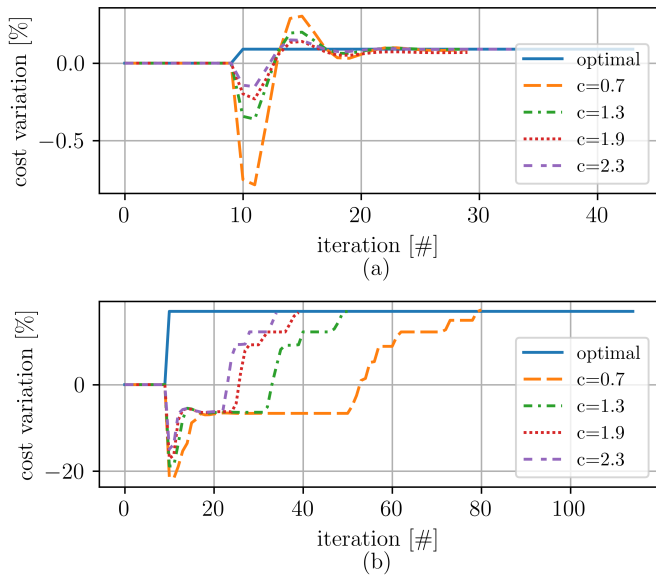 cost variation [%]
0.0
−0.5
optimal
c=0.7
c=1.3
c=1.9
c=2.3
0 10 20 30 40
iteration [#]
(a)
cost variation [%]
0
−20
optimal
c=0.7
c=1.3
c=1.9
c=2.3
0 20 40 60 80 100
iteration [#]
(b)